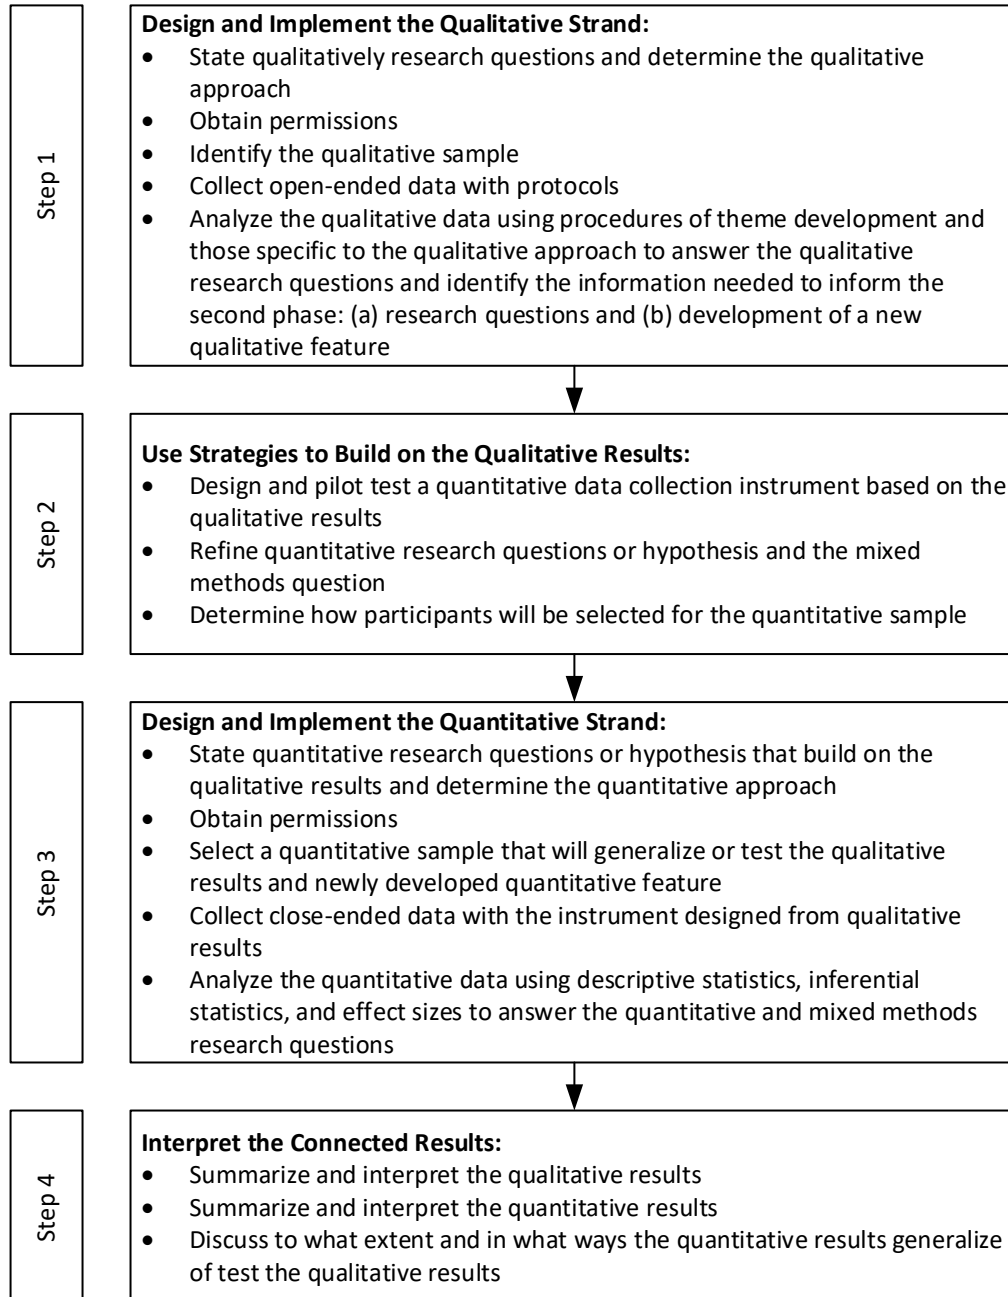 Step 1
Design and Implement the Qualitative Strand:
• State qualitatively research questions and determine the qualitative
approach
• Obtain permissions
• Identify the qualitative sample
• Collect open-ended data with protocols
• Analyze the qualitative data using procedures of theme development and
those specific to the qualitative approach to answer the qualitative
research questions and identify the information needed to inform the
second phase: (a) research questions and (b) development of a new
qualitative feature
Step 2
Use Strategies to Build on the Qualitative Results:
• Design and pilot test a quantitative data collection instrument based on the
qualitative results
• Refine quantitative research questions or hypothesis and the mixed
methods question
• Determine how participants will be selected for the quantitative sample
Step 3
Design and Implement the Quantitative Strand:
• State quantitative research questions or hypothesis that build on the
qualitative results and determine the quantitative approach
• Obtain permissions
• Select a quantitative sample that will generalize or test the qualitative
results and newly developed quantitative feature
• Collect close-ended data with the instrument designed from qualitative
results
• Analyze the quantitative data using descriptive statistics, inferential
statistics, and effect sizes to answer the quantitative and mixed methods
research questions
Step 4
Interpret the Connected Results:
• Summarize and interpret the qualitative results
• Summarize and interpret the quantitative results
• Discuss to what extent and in what ways the quantitative results generalize
of test the qualitative results